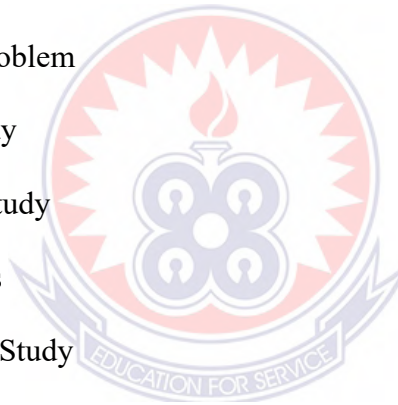 oblem
y
tudy
s
Study
EDUCATION FOR SERVICE